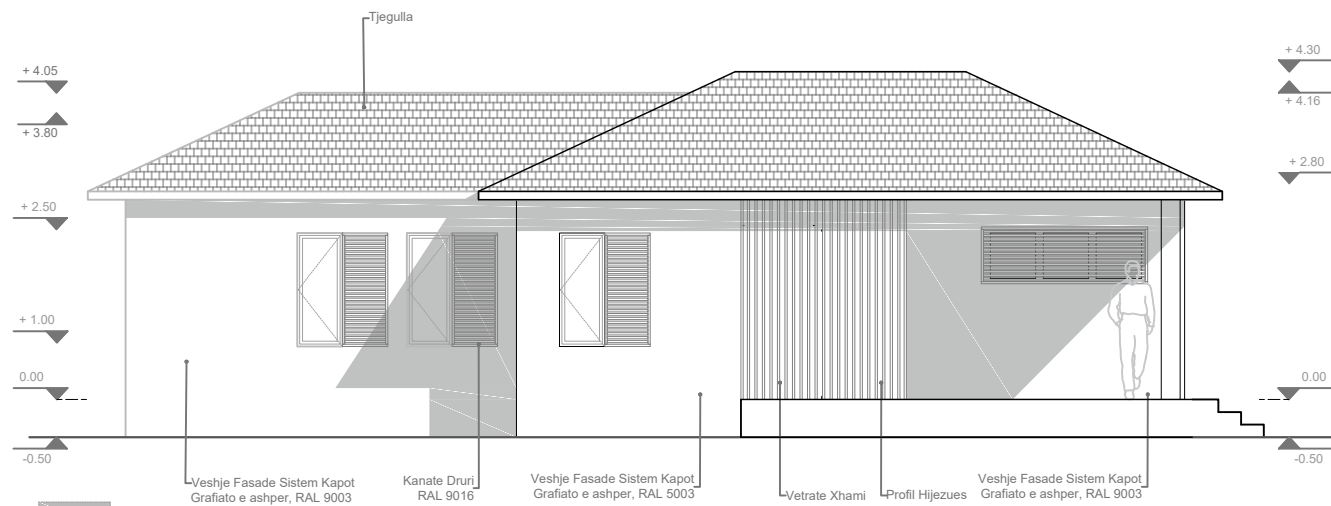 Tjegulla
+ 4.05
+ 3.80
+ 2.50
+ 1.00
0.00
-0.50
+ 4.30
+ 4.16
+ 2.80
0.00
-0.50
Veshje Fasade Sistem Kapot
Grafiato e ashper, RAL 9003
Kanate Druri
RAL 9016
Veshje Fasade Sistem Kapot
Grafiato e ashper, RAL 5003
Vetrate Xhami
Profil Hijezues
Veshje Fasade Sistem Kapot
Grafiato e ashper, RAL 9003